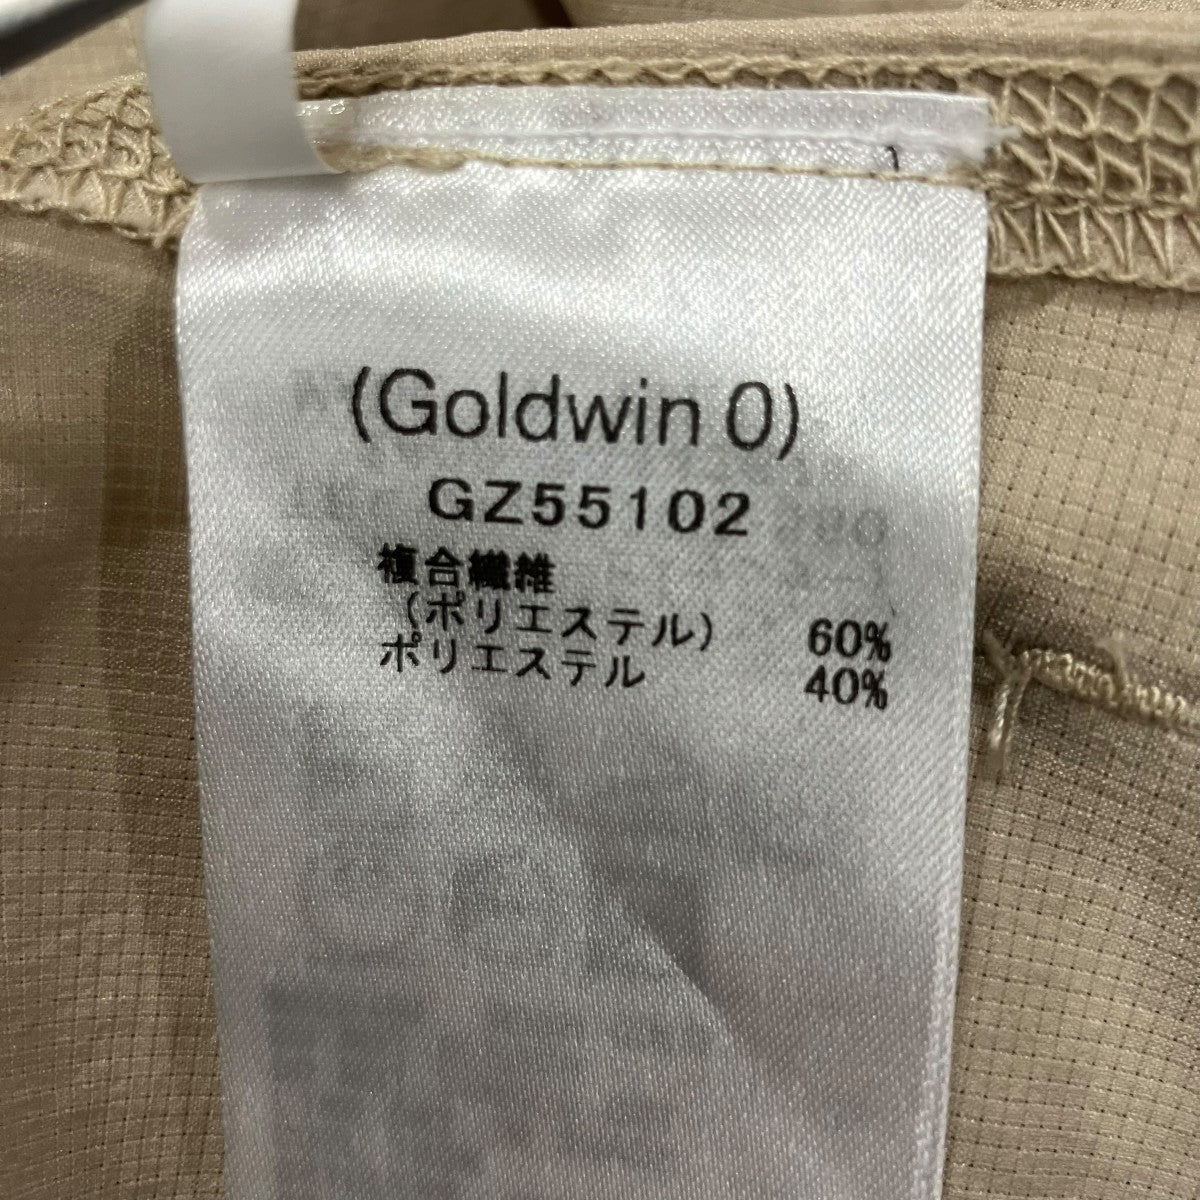 (Goldwin 0)
GZ55102
複合繊維
(ポリエステル) 60%
ポリエステル 40%